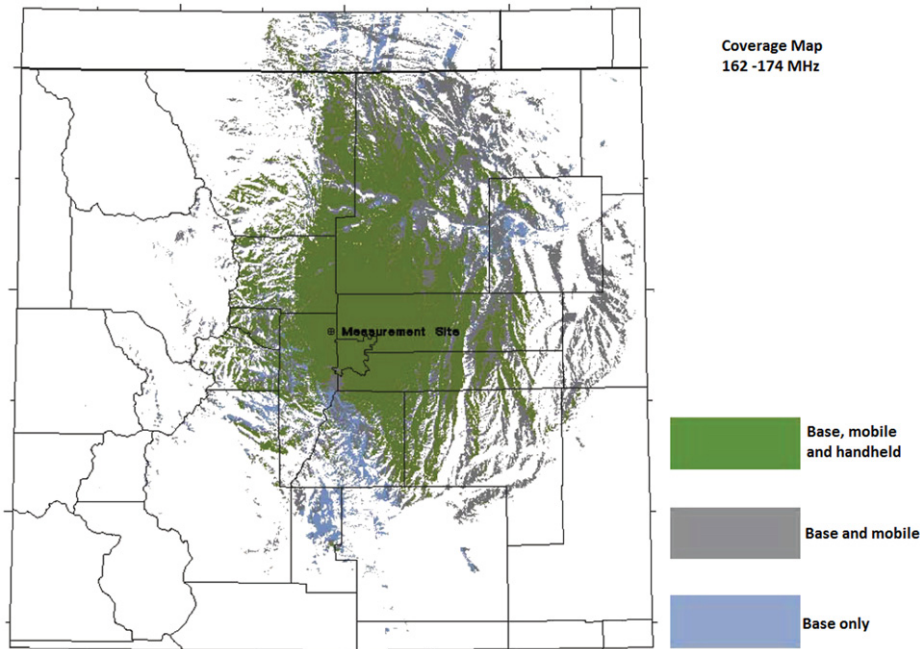 Coverage Map
162 -174 MHz
Measurement Site
Base, mobile
and handheld
Base and mobile
Base only